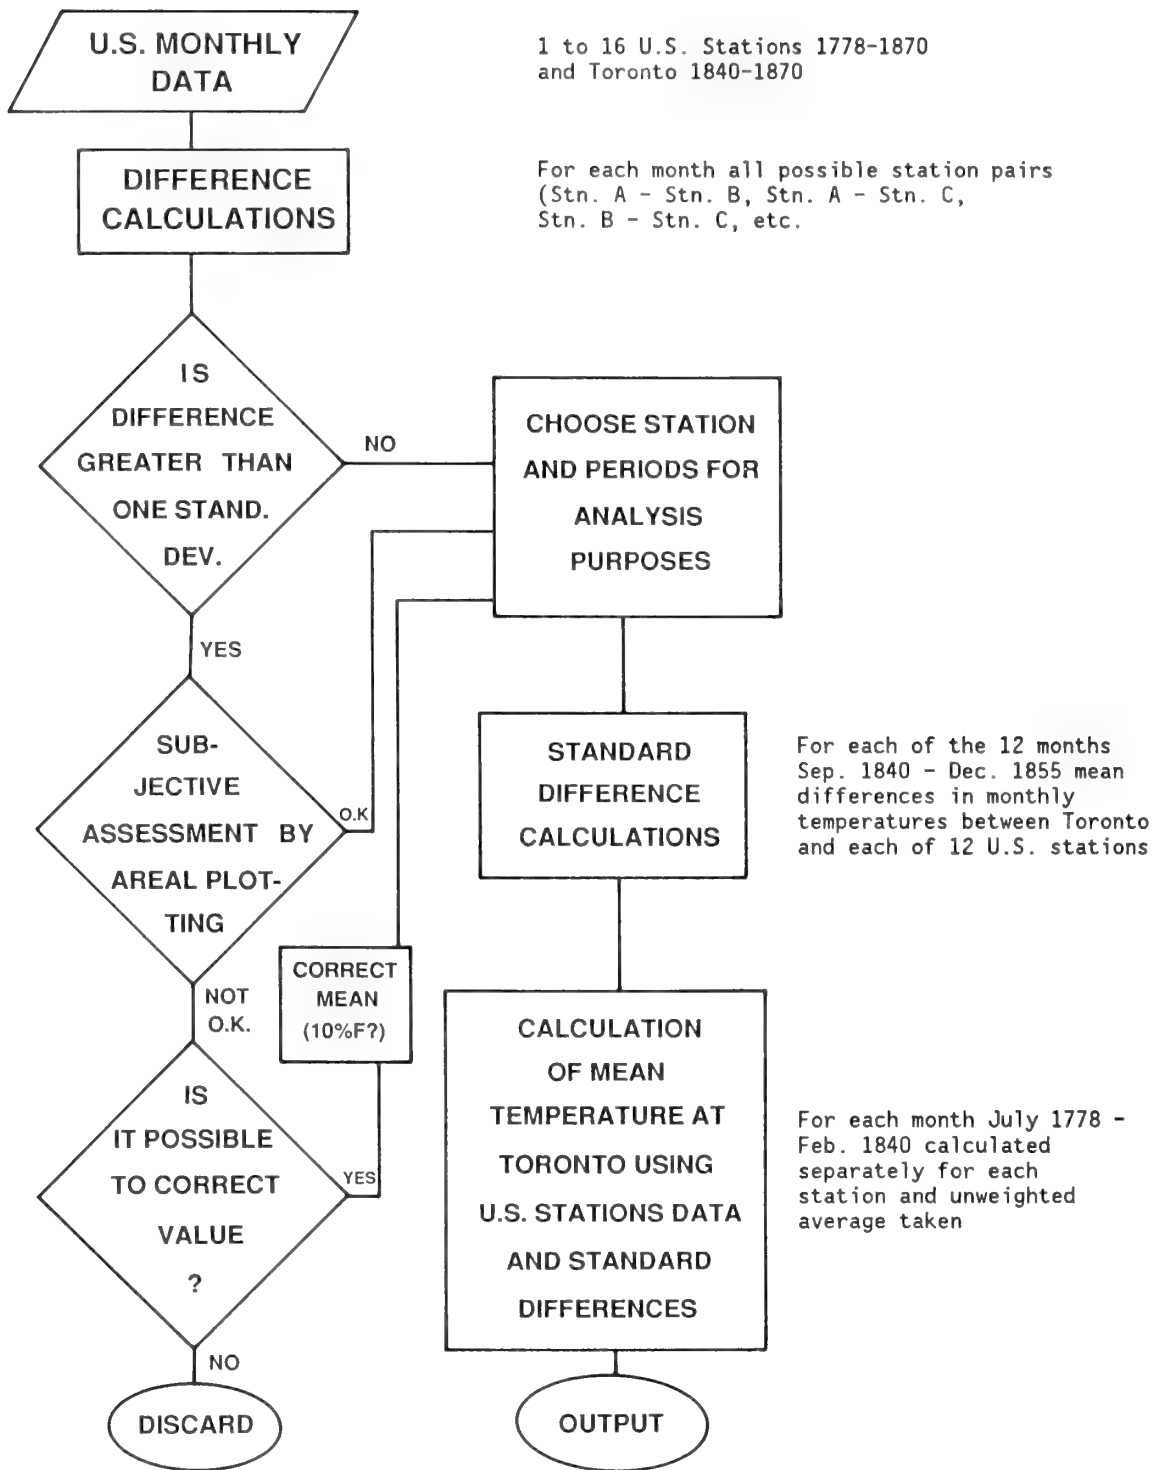 U.S. MONTHLY
DATA
1 to 16 U.S. Stations 1778-1870
and Toronto 1840-1870
DIFFERENCE
CALCULATIONS
For each month all possible station pairs
(Stn. A - Stn. B, Stn. A - Stn. C,
Stn. B - Stn. C, etc.
IS
DIFFERENCE
GREATER THAN
ONE STAND.
DEV.
NO
YES
CHOOSE STATION
AND PERIODS FOR
ANALYSIS
PURPOSES
SUB-
JECTIVE
ASSESSMENT BY
AREAL PLOT-
TING
O.K
NOT
O.K.
STANDARD
DIFFERENCE
CALCULATIONS
For each of the 12 months
Sep. 1840 - Dec. 1855 mean
differences in monthly
temperatures between Toronto
and each of 12 U.S. stations
CORRECT
MEAN
(10%F?)
IS
IT POSSIBLE
TO CORRECT
VALUE
?
YES
NO
DISCARD
CALCULATION
OF MEAN
TEMPERATURE AT
TORONTO USING
U.S. STATIONS DATA
AND STANDARD
DIFFERENCES
For each month July 1778 -
Feb. 1840 calculated
separately for each
station and unweighted
average taken
OUTPUT